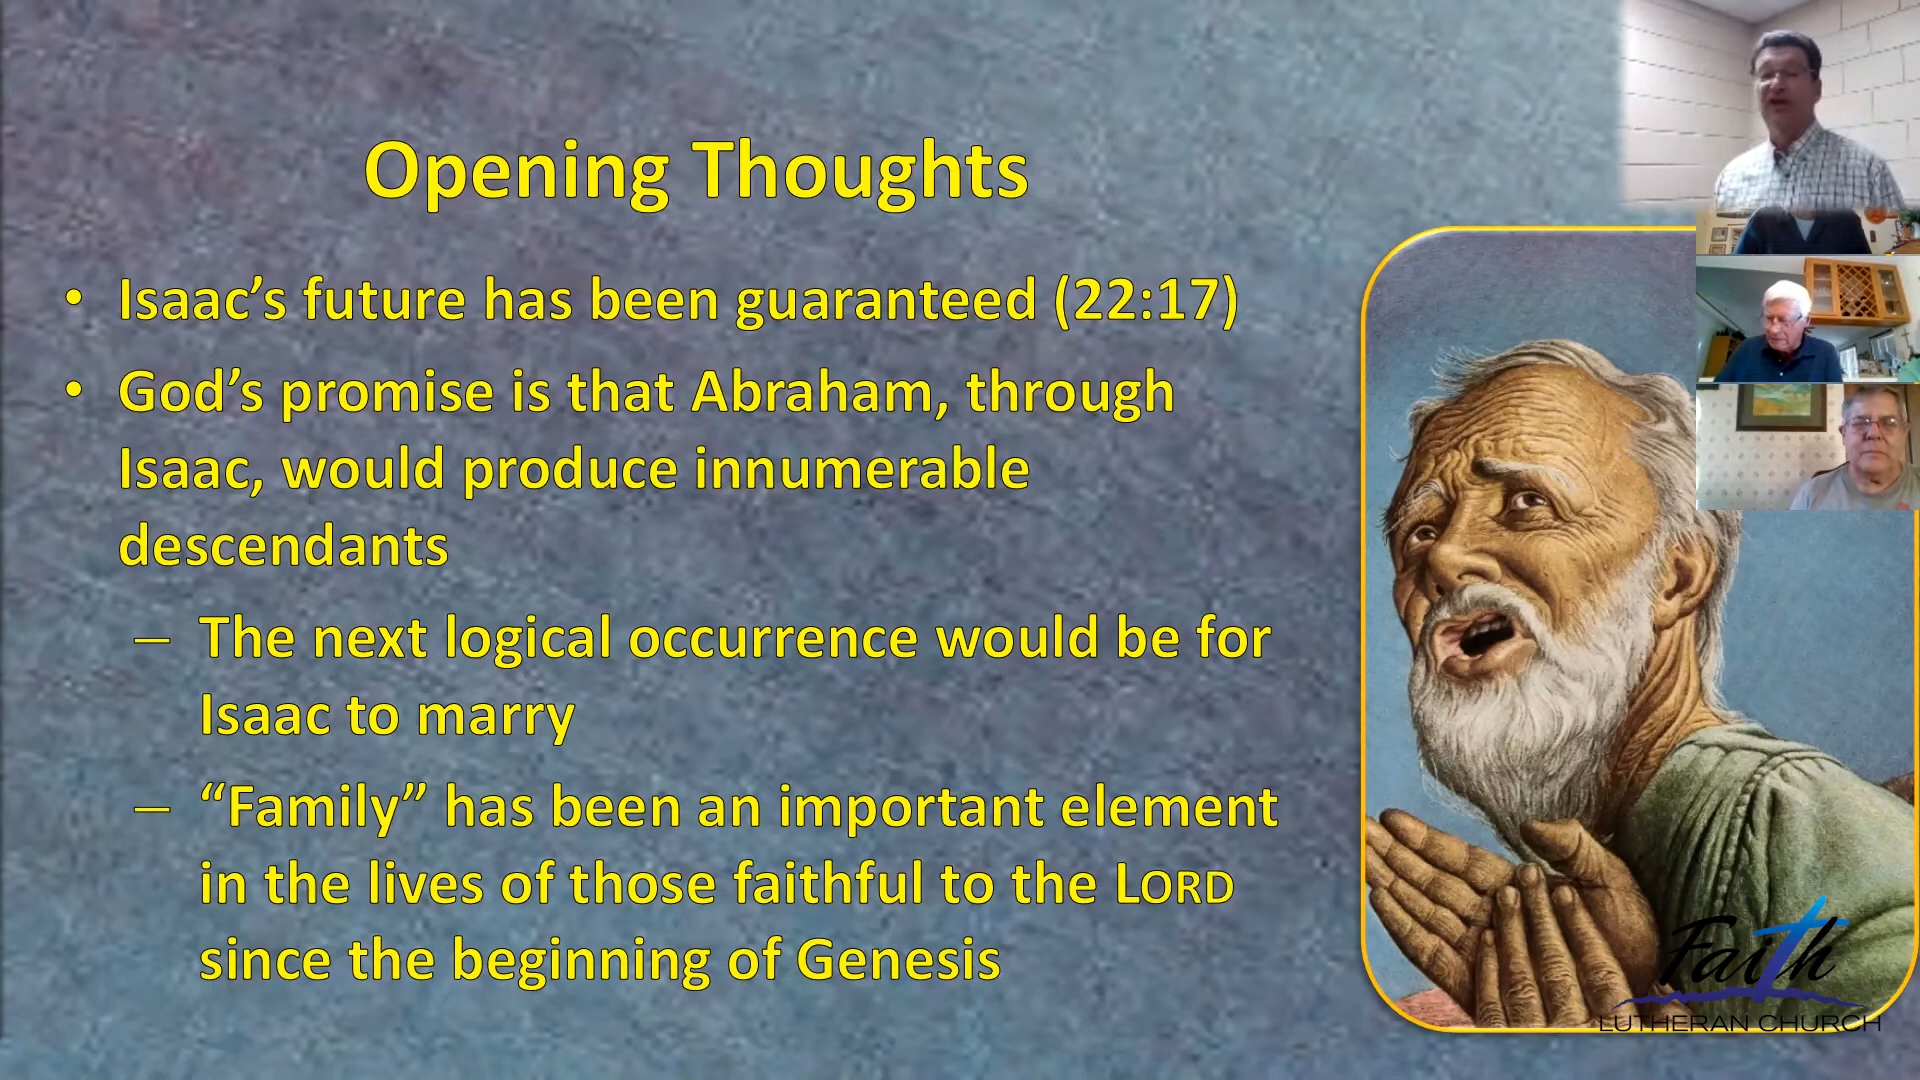 Opening Thoughts
• Isaac’s future has been guaranteed (22:17)
• God’s promise is that Abraham, through
Isaac, would produce innumerable
descendants
– The next logical occurrence would be for
Isaac to marry
– “Family” has been an important element
in the lives of those faithful to the LORD
since the beginning of Genesis
Faith
LUTHERAN CHURCH